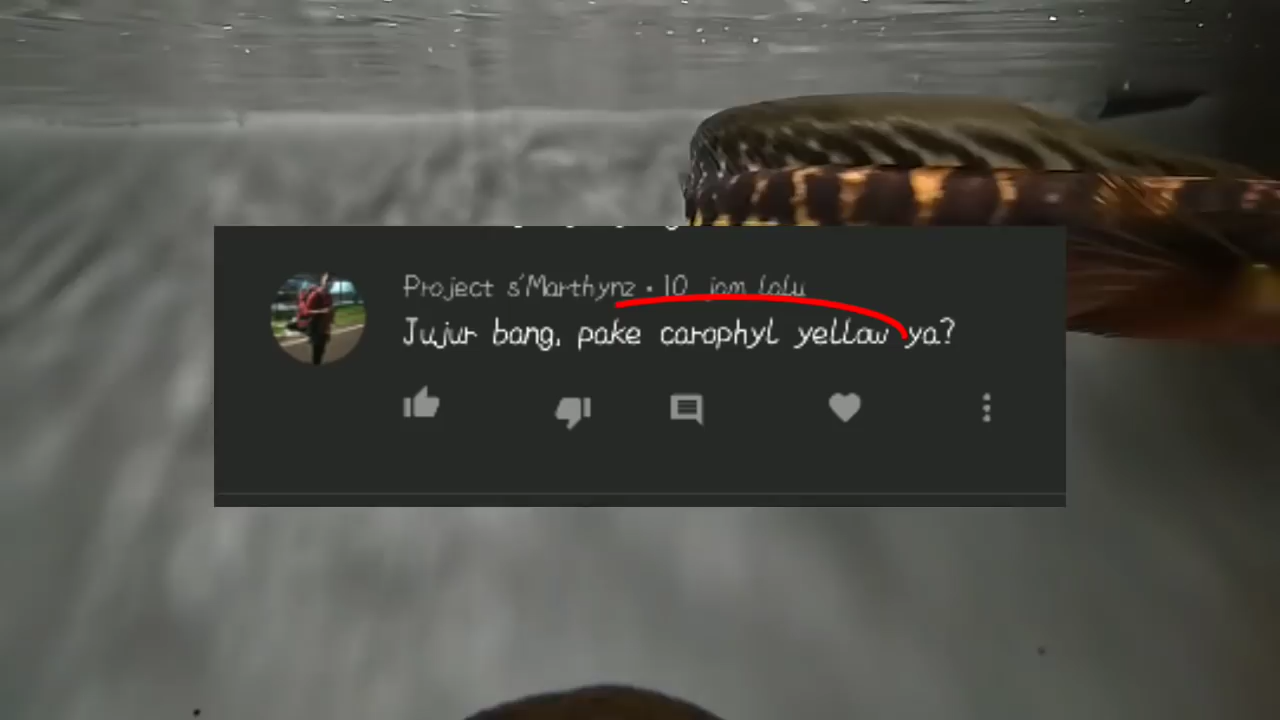 Project s'Marthynz • 10 jam lalu
Jujur bang, pake carophyl yellow ya?